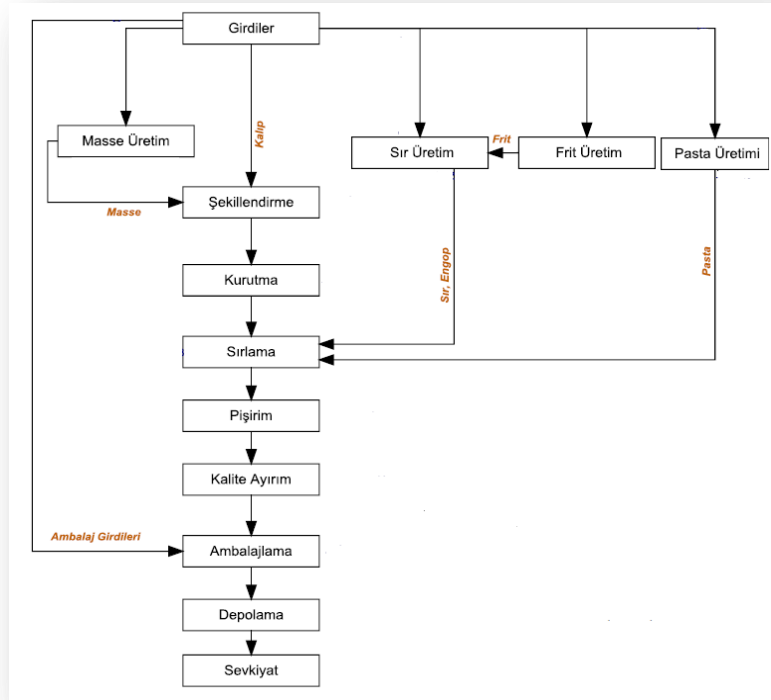 Girdiler
Masse Üretim
Kalıp
Sır Üretim
Frit
Frit Üretim
Pasta Üretimi
Masse
Şekillendirme
Kurutma
Sır, Engop
Pasta
Sırlama
Pişirim
Kalite Ayırım
Ambalaj Girdileri
Ambalajlama
Depolama
Sevkiyat